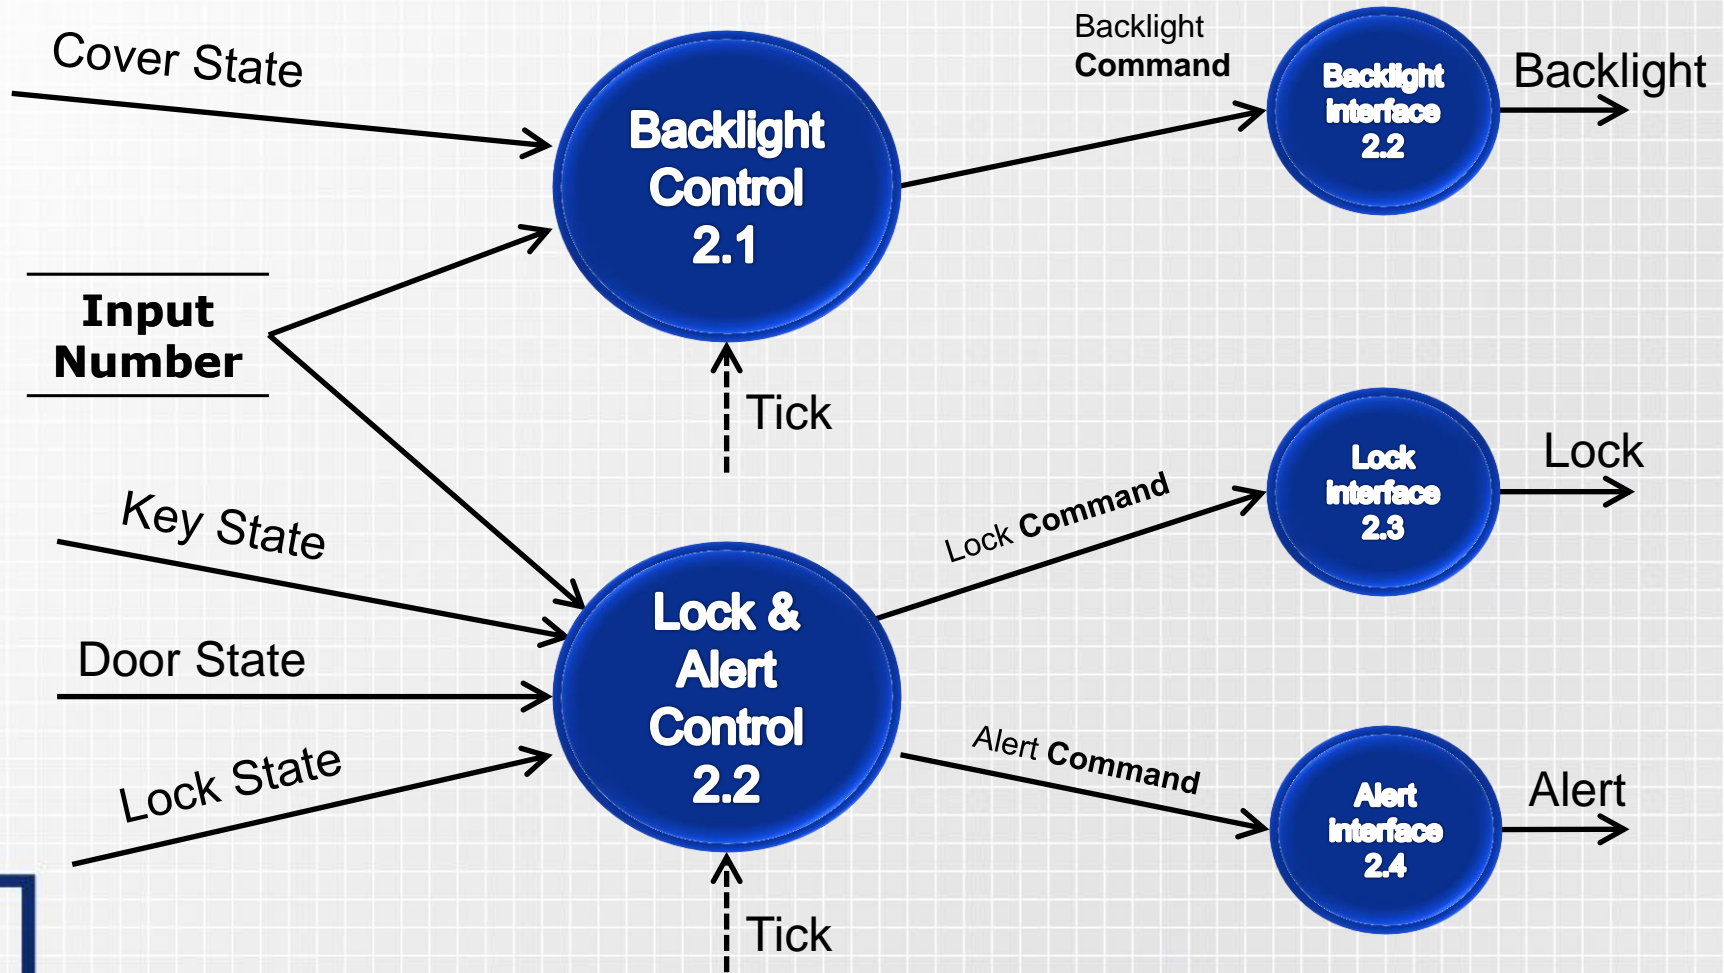 Cover State
Backlight
Control
2.1
Backlight
Command
Backlight
interface
2.2
Backlight
Input
Number
Tick
Key State
Door State
Lock State
Lock &
Alert
Control
2.2
Lock Command
Lock
interface
2.3
Lock
Alert Command
Alert
interface
2.4
Alert
Tick